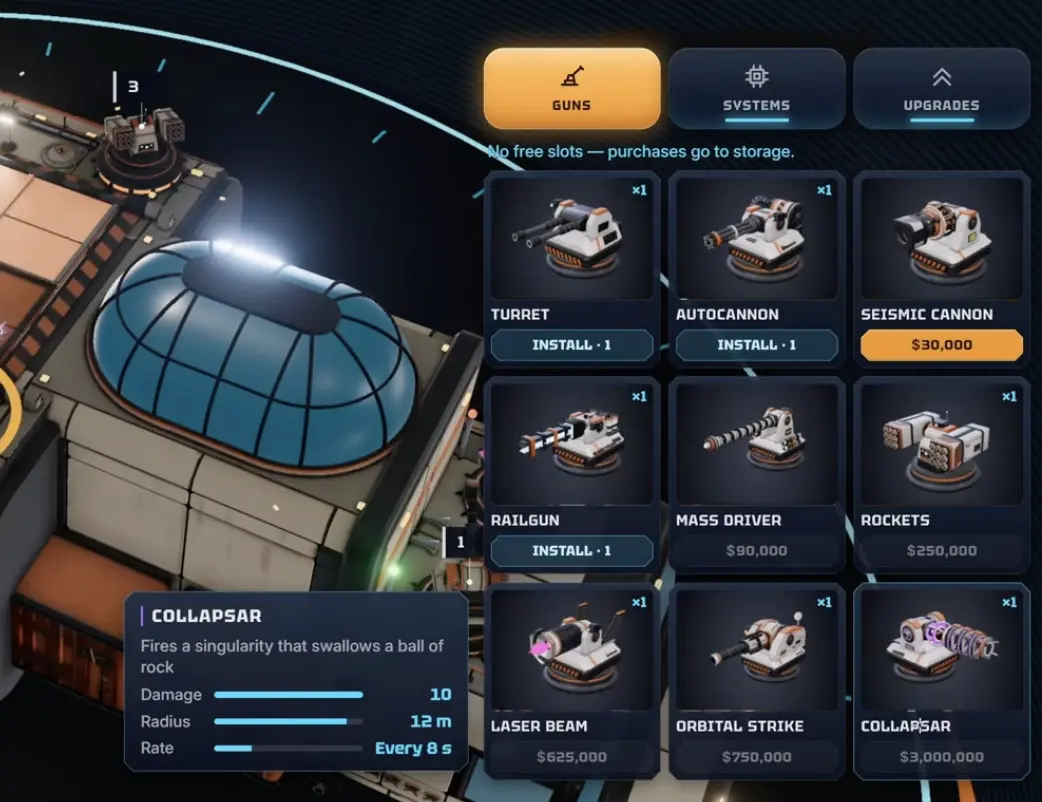 3
GUNS
SYSTEMS
UPGRADES
No free slots — purchases go to storage.
×1
TURRET
INSTALL · 1
×1
AUTOCANNON
INSTALL · 1
SEISMIC CANNON
$30,000
×1
RAILGUN
INSTALL · 1
MASS DRIVER
$90,000
×1
ROCKETS
$250,000
1
×1
LASER BEAM
$625,000
×1
ORBITAL STRIKE
$750,000
×1
COLLAPSAR
$3,000,000
COLLAPSAR
Fires a singularity that swallows a ball of
rock
Damage 10
Radius 12 m
Rate Every 8 s